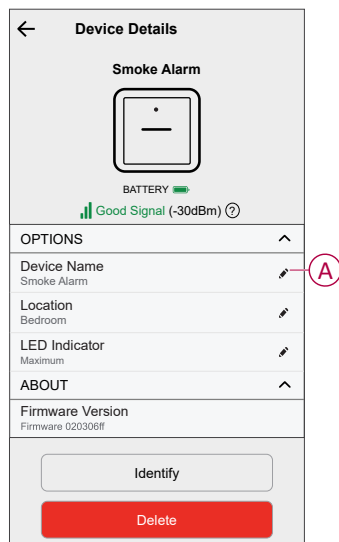 Device Details
Smoke Alarm
BATTERY
Good Signal (-30dBm) ?
OPTIONS
Device Name
Smoke Alarm
A
Location
Bedroom
LED Indicator
Maximum
ABOUT
Firmware Version
Firmware 020306ff
Identify
Delete